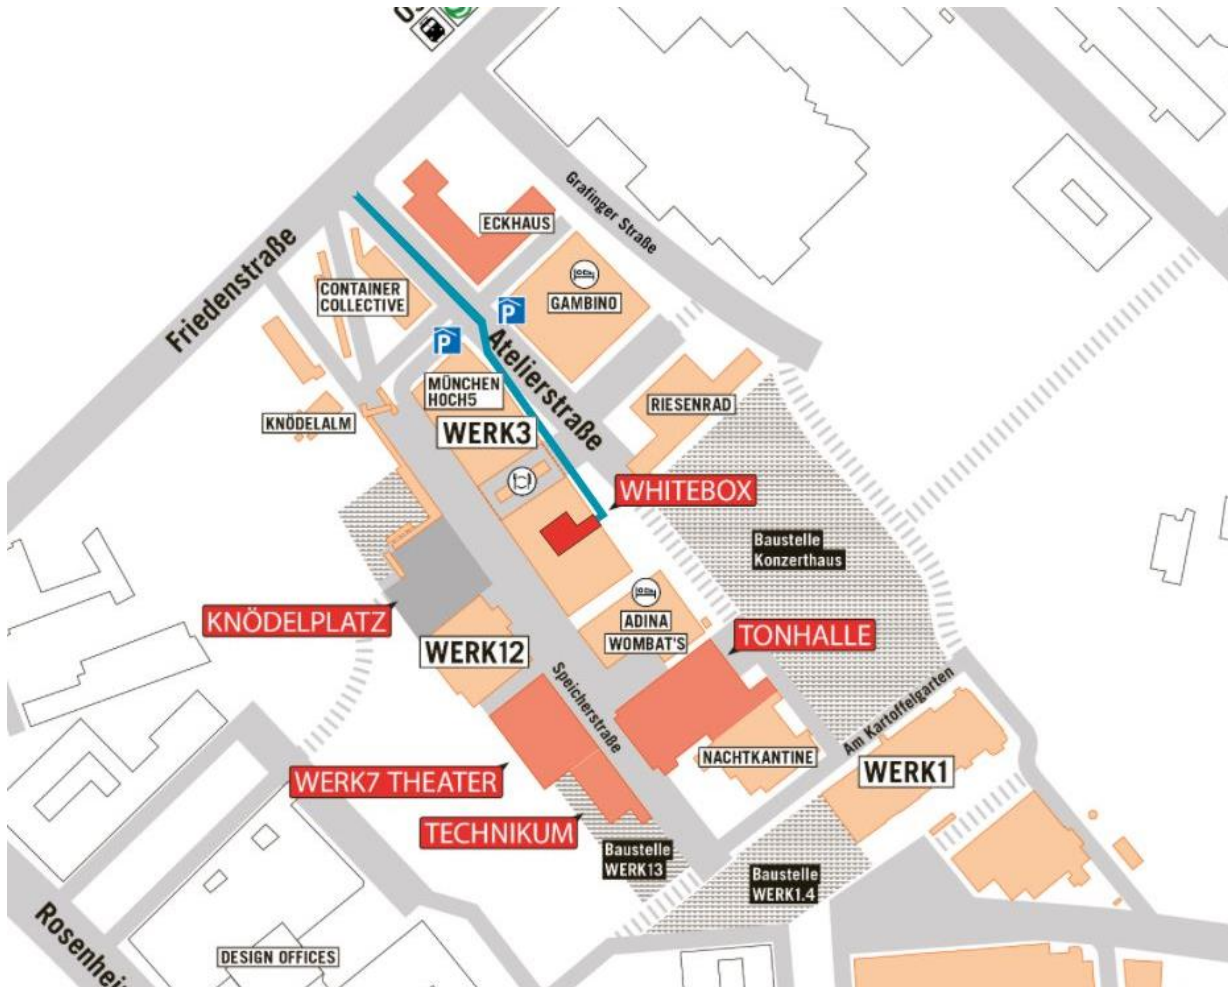 Grafinger Straße
ECKHAUS
Friedenstraße
CONTAINER
COLLECTIVE
GAMBINO
P
P
Atelierstraße
MÜNCHEN
HOCH5
RIESENRAD
KNÖDELALM
WERK3
WHITEBOX
Baustelle
Konzerthaus
KNÖDELPLATZ
ADINA
WOMBAT'S
TONHALLE
WERK12
Speicherstraße
Am Kartoffelgarten
NACHTKANTINE
WERK1
WERK7 THEATER
TECHNIKUM
Baustelle
WERK13
Baustelle
WERK1.4
DESIGN OFFICES